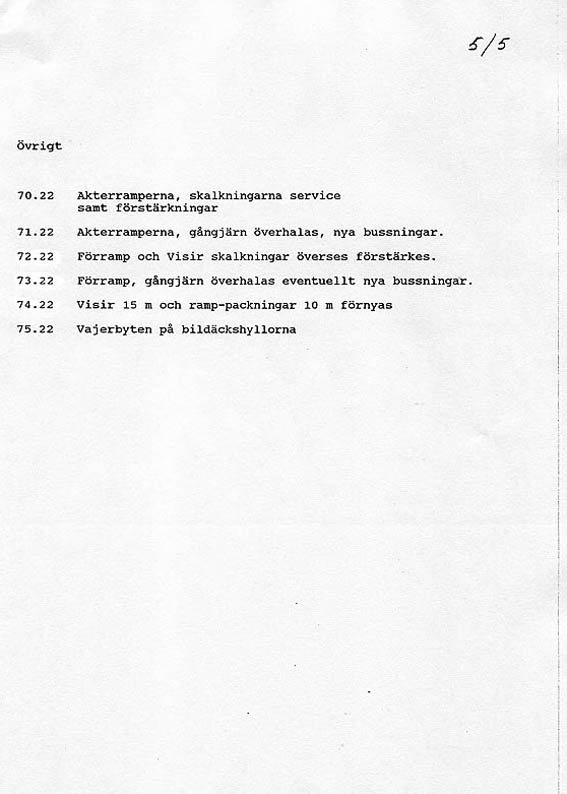 5/5
Övrigt
70.22 Akterramperna, skalkningarna service
samt förstärkningar
71.22 Akterramperna, gångjärn överhalas, nya bussningar.
72.22 Förramp och Visir skalkningar överses förstärkes.
73.22 Förramp, gångjärn överhalas eventuellt nya bussningar.
74.22 Visir 15 m och ramp-packningar 10 m förnyas
75.22 Vajerbyten på bildäckshyllorna